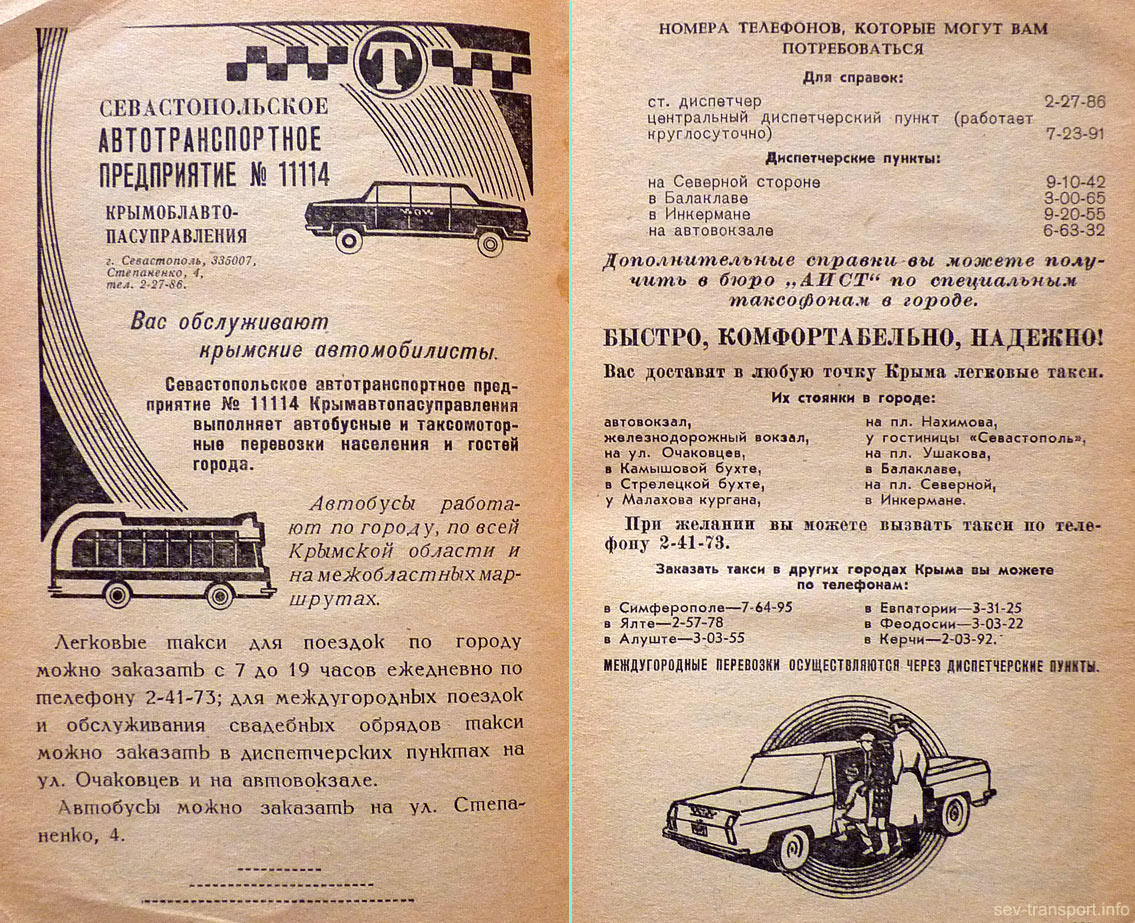 Т
СЕВАСТОПОЛЬСКОЕ
АВТОТРАНСПОРТНОЕ
ПРЕДПРИЯТИЕ № 11114
КРЫМОБЛАВТО-
ПАСУПРАВЛЕНИЯ
г. Севастополь, 335007,
Степаненко, 4,
тел. 2-27-86.
Вас обслуживают
крымские автомобилисты.
Севастопольское автотранспортное пред-
приятие № 11114 Крымавтопасуправления
выполняет автобусные и таксомотор-
ные перевозки населения и гостей
города.
Автобусы работа-
ют по городу, по всей
Крымской области и
на межобластных мар-
шрутах.
Легковые такси для поездок по городу
можно заказать с 7 до 19 часов ежедневно по
телефону 2-41-73; для междугородных поездок
и обслуживания свадебных обрядов такси
можно заказать в диспетчерских пунктах на
ул. Очаковцев и на автовокзале.
Автобусы можно заказать на ул. Степа-
ненко, 4.
НОМЕРА ТЕЛЕФОНОВ, КОТОРЫЕ МОГУТ ВАМ
ПОТРЕБОВАТЬСЯ
Для справок:
ст. диспетчер 2-27-86
центральный диспетчерский пункт (работает
круглосуточно) 7-23-91
Диспетчерские пункты:
на Северной стороне 9-10-42
в Балаклаве 3-00-65
в Инкермане 9-20-55
на автовокзале 6-63-32
Дополнительные справки вы можете полу-
чить в бюро „АИСТ“ по специальным
таксофонам в городе.
БЫСТРО, КОМФОРТАБЕЛЬНО, НАДЕЖНО!
Вас доставят в любую точку Крыма легковые такси.
Их стоянки в городе:
автовокзал,
железнодорожный вокзал,
на ул. Очаковцев,
в Камышовой бухте,
в Стрелецкой бухте,
у Малахова кургана,
на пл. Нахимова,
у гостиницы «Севастополь»,
на пл. Ушакова,
в Балаклаве,
на пл. Северной,
в Инкермане.
При желании вы можете вызвать такси по теле-
фону 2-41-73.
Заказать такси в других городах Крыма вы можете
по телефонам:
в Симферополе—7-64-95
в Ялте—2-57-78
в Алуште—3-03-55
в Евпатории—3-31-25
в Феодосии—3-03-22
в Керчи—2-03-92.
МЕЖДУГОРОДНЫЕ ПЕРЕВОЗКИ ОСУЩЕСТВЛЯЮТСЯ ЧЕРЕЗ ДИСПЕТЧЕРСКИЕ ПУНКТЫ.
sev-transport.info